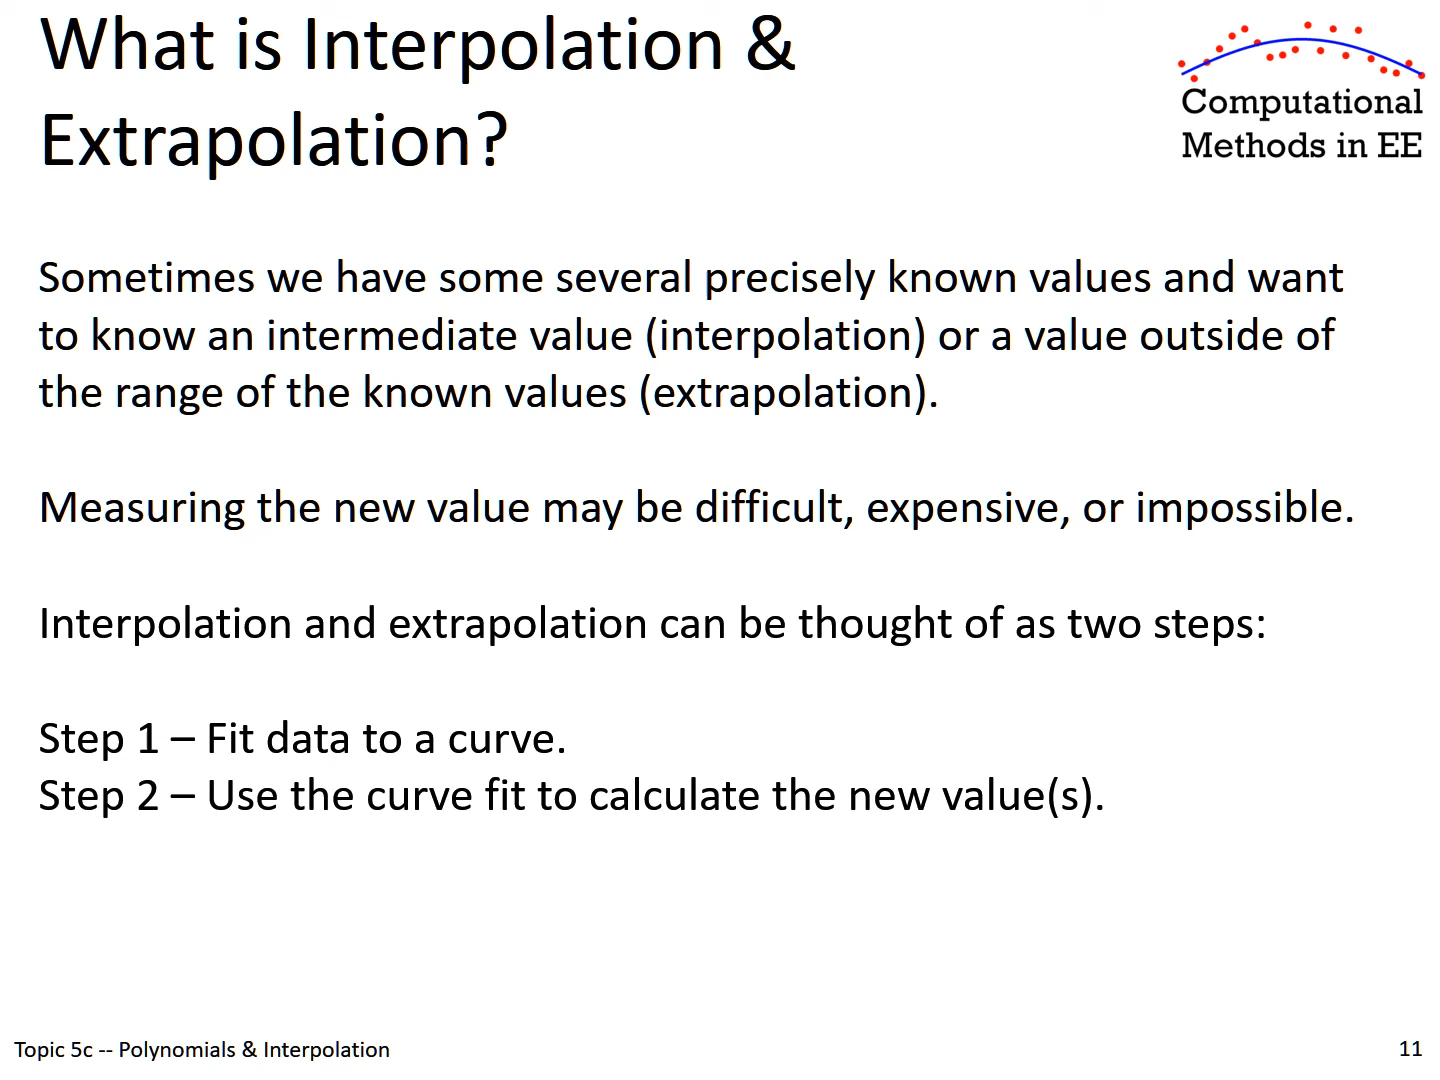 What is Interpolation &
Extrapolation?
Computational
Methods in EE
Sometimes we have some several precisely known values and want
to know an intermediate value (interpolation) or a value outside of
the range of the known values (extrapolation).
Measuring the new value may be difficult, expensive, or impossible.
Interpolation and extrapolation can be thought of as two steps:
Step 1 – Fit data to a curve.
Step 2 – Use the curve fit to calculate the new value(s).
Topic 5c -- Polynomials & Interpolation
11